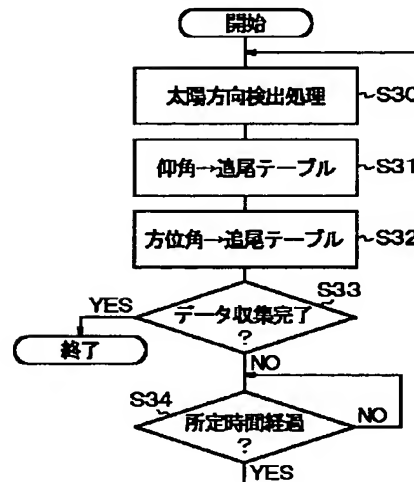 開始
太陽方向検出処理
S30
仰角→追尾テーブル
S31
方位角→追尾テーブル
S32
S33
YES
データ収集完了
?
終了
NO
S34
所定時間経過
?
NO
YES